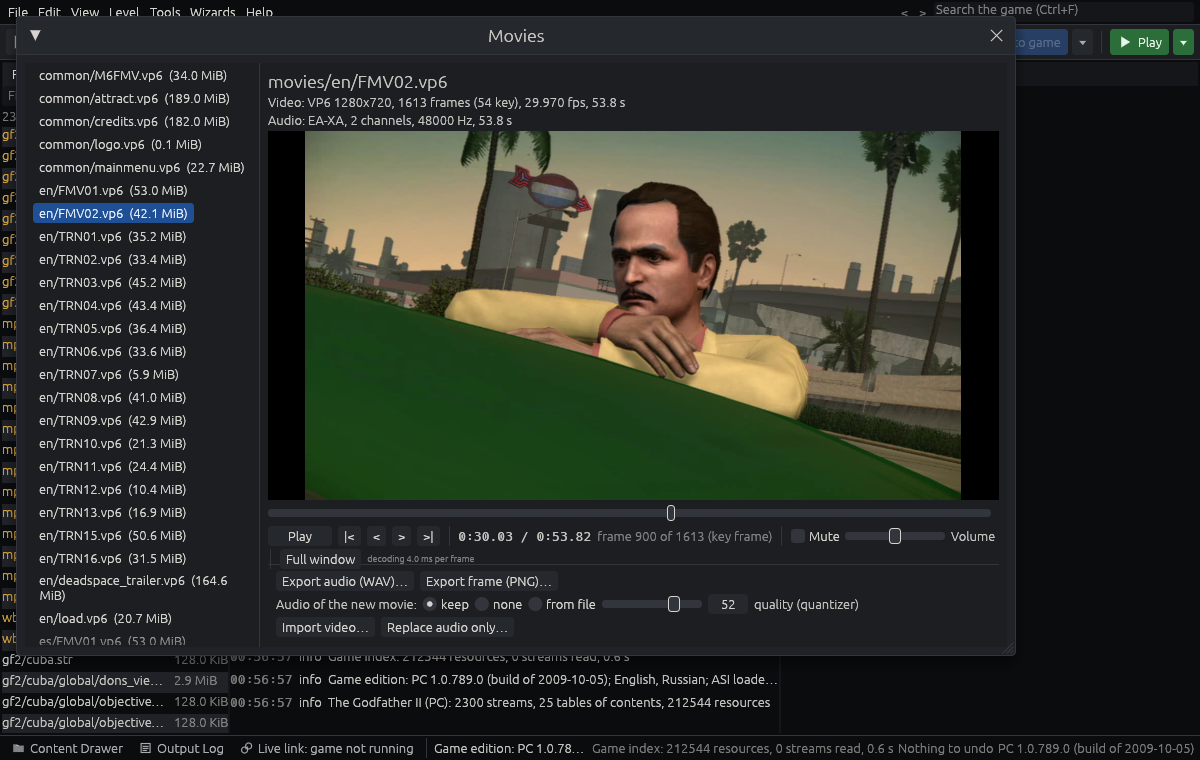 File Edit View Level Tools Wizards Help
< > Search the game (Ctrl+F)
▼ Movies
to game
Play
common/M6FMV.vp6 (34.0 MiB)
common/attract.vp6 (189.0 MiB)
common/credits.vp6 (182.0 MiB)
common/logo.vp6 (0.1 MiB)
common/mainmenu.vp6 (22.7 MiB)
en/FMV01.vp6 (53.0 MiB)
en/FMV02.vp6 (42.1 MiB)
en/TRN01.vp6 (35.2 MiB)
en/TRN02.vp6 (33.4 MiB)
en/TRN03.vp6 (45.2 MiB)
en/TRN04.vp6 (43.4 MiB)
en/TRN05.vp6 (36.4 MiB)
en/TRN06.vp6 (33.6 MiB)
en/TRN07.vp6 (5.9 MiB)
en/TRN08.vp6 (41.0 MiB)
en/TRN09.vp6 (42.9 MiB)
en/TRN10.vp6 (21.3 MiB)
en/TRN11.vp6 (24.4 MiB)
en/TRN12.vp6 (10.4 MiB)
en/TRN13.vp6 (16.9 MiB)
en/TRN15.vp6 (50.6 MiB)
en/TRN16.vp6 (31.5 MiB)
en/deadspace_trailer.vp6 (164.6
MiB)
en/load.vp6 (20.7 MiB)
es/FMV01.vp6 (53.0 MiB)
movies/en/FMV02.vp6
Video: VP6 1280x720, 1613 frames (54 key), 29.970 fps, 53.8 s
Audio: EA-XA, 2 channels, 48000 Hz, 53.8 s
Play |< < > >| 0:30.03 / 0:53.82 frame 900 of 1613 (key frame) Mute Volume
Full window decoding 4.0 ms per frame
Export audio (WAV)... Export frame (PNG)...
Audio of the new movie: keep none from file 52 quality (quantizer)
Import video... Replace audio only...
gf2/cuba.str 128.0 KiB
gf2/cuba/global/dons_vie... 2.9 MiB
gf2/cuba/global/objective... 128.0 KiB
gf2/cuba/global/objective... 128.0 KiB
00:56:57 info Game index: 212544 resources, 0 streams read, 0.6 s
00:56:57 info Game edition: PC 1.0.789.0 (build of 2009-10-05); English, Russian; ASI loade...
00:56:57 info The Godfather II (PC): 2300 streams, 25 tables of contents, 212544 resources
Content Drawer Output Log Live link: game not running Game edition: PC 1.0.78... Game index: 212544 resources, 0 streams read, 0.6 s Nothing to undo PC 1.0.789.0 (build of 2009-10-05)